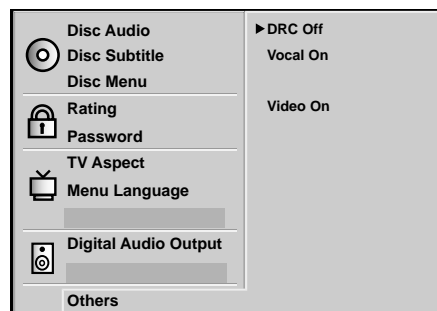 Disc Audio
Disc Subtitle
Disc Menu
Rating
Password
TV Aspect
Menu Language
Digital Audio Output
Others
DRC Off
Vocal On
Video On